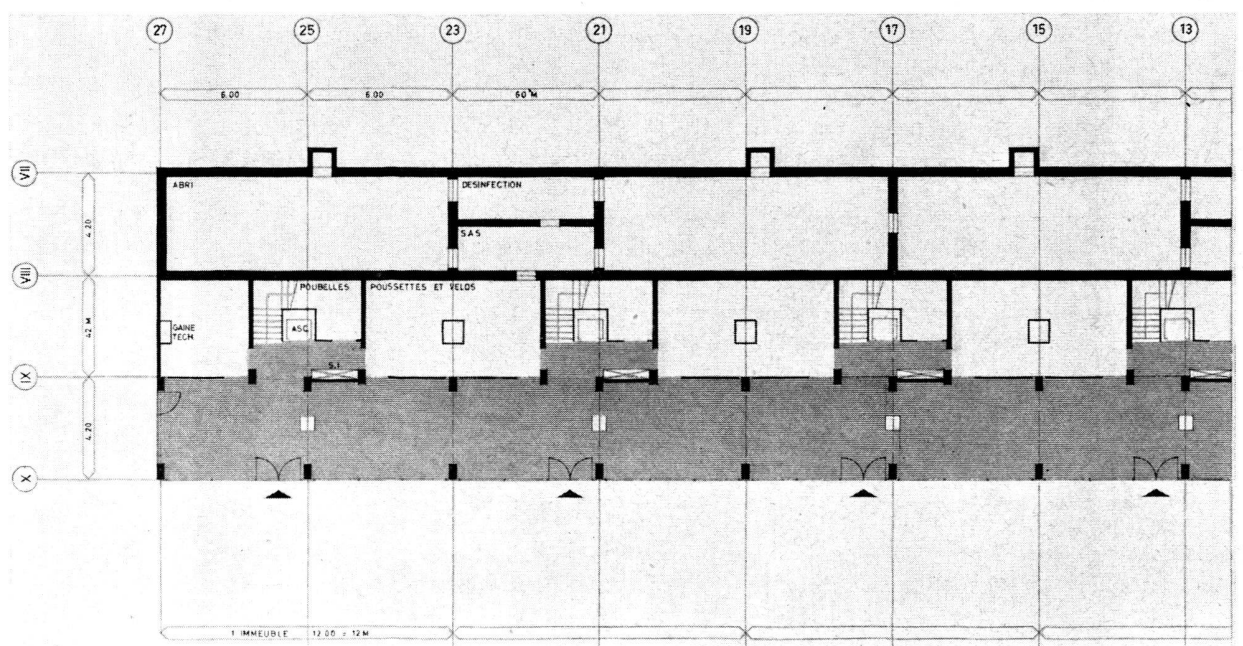 27 25 23 21 19 17 15 13
6.00 6.00 60 M
VII
ABRI DESINFECTION
4.20
SAS
VIII
POUBELLES POUSSETTES ET VELOS
GAINE ASC
TECH
42 M
S.I
IX
4.20
X
1 IMMEUBLE 12.00 = 12 M